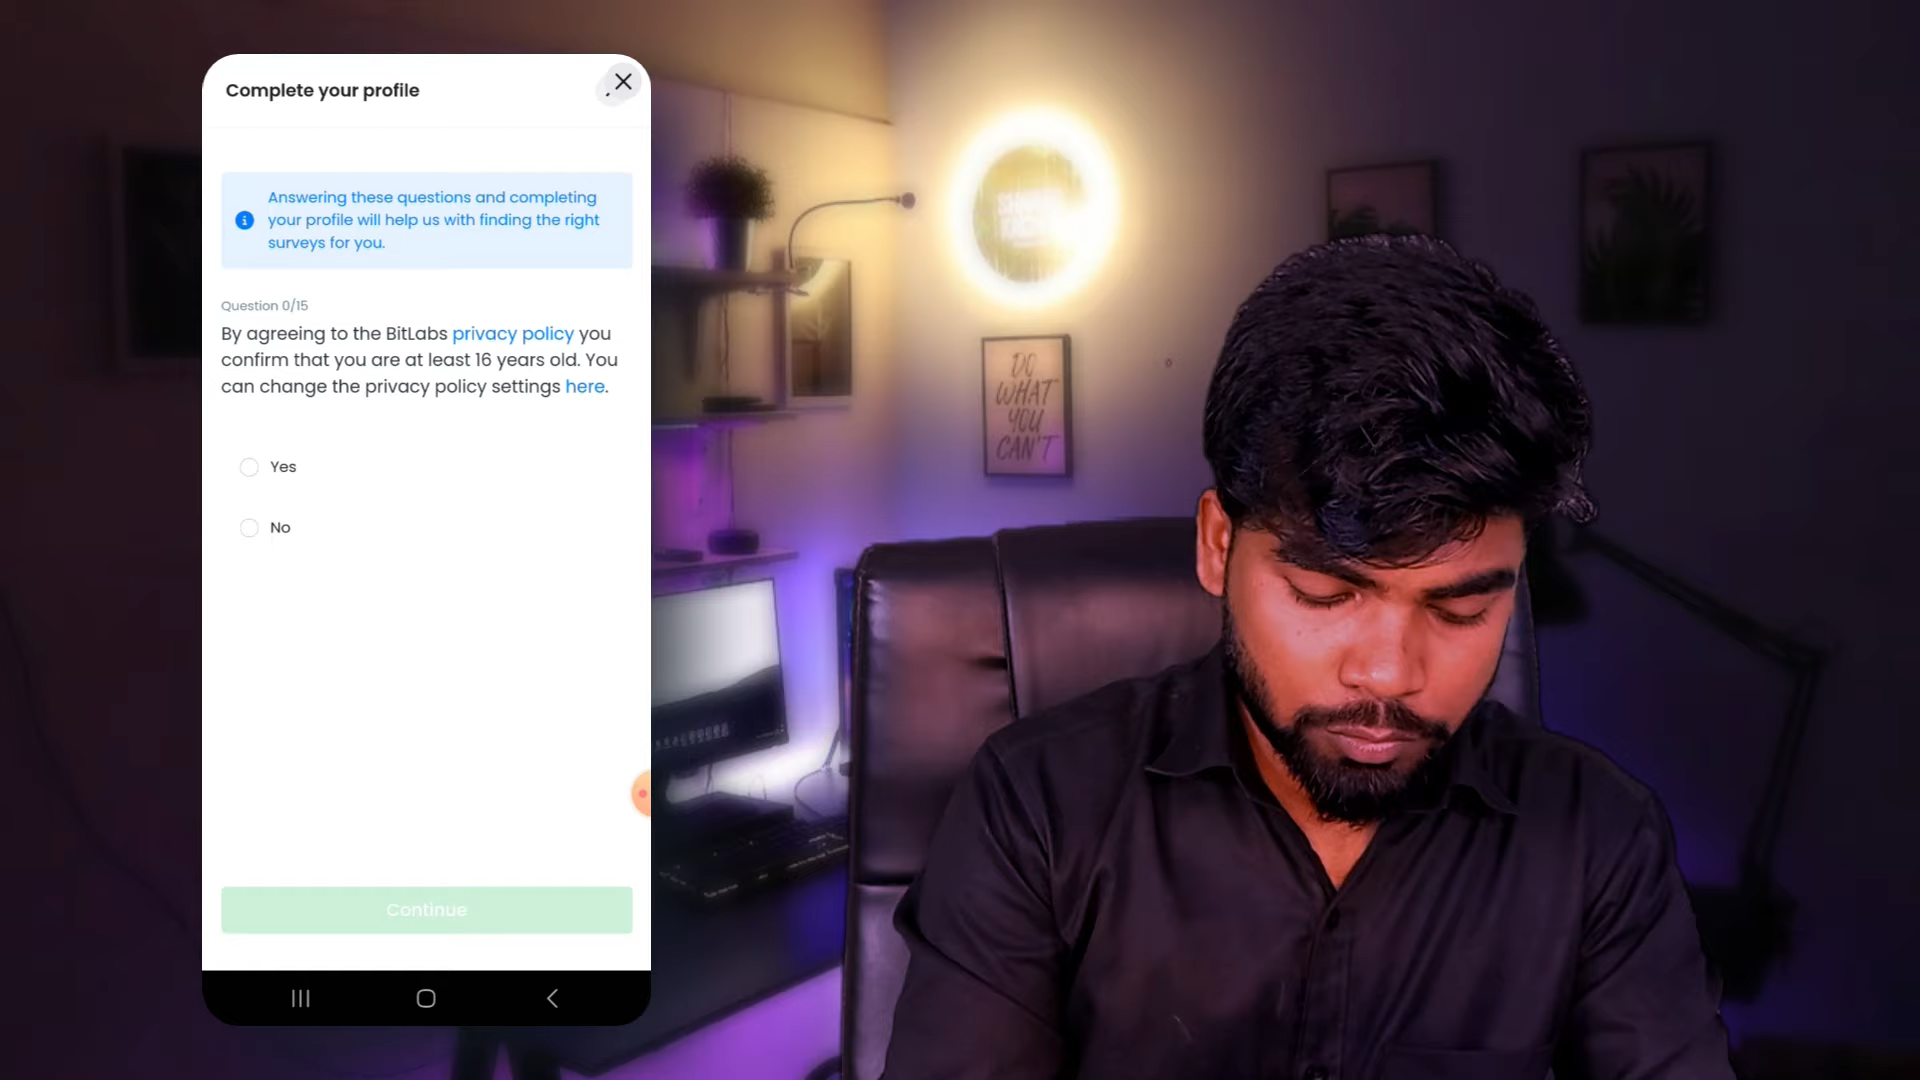 Complete your profile
Answering these questions and completing
your profile will help us with finding the right
surveys for you.
Question 0/15
By agreeing to the BitLabs privacy policy you
confirm that you are at least 16 years old. You
can change the privacy policy settings here.
Yes
No
Continue
DO
WHAT
YOU
CAN'T